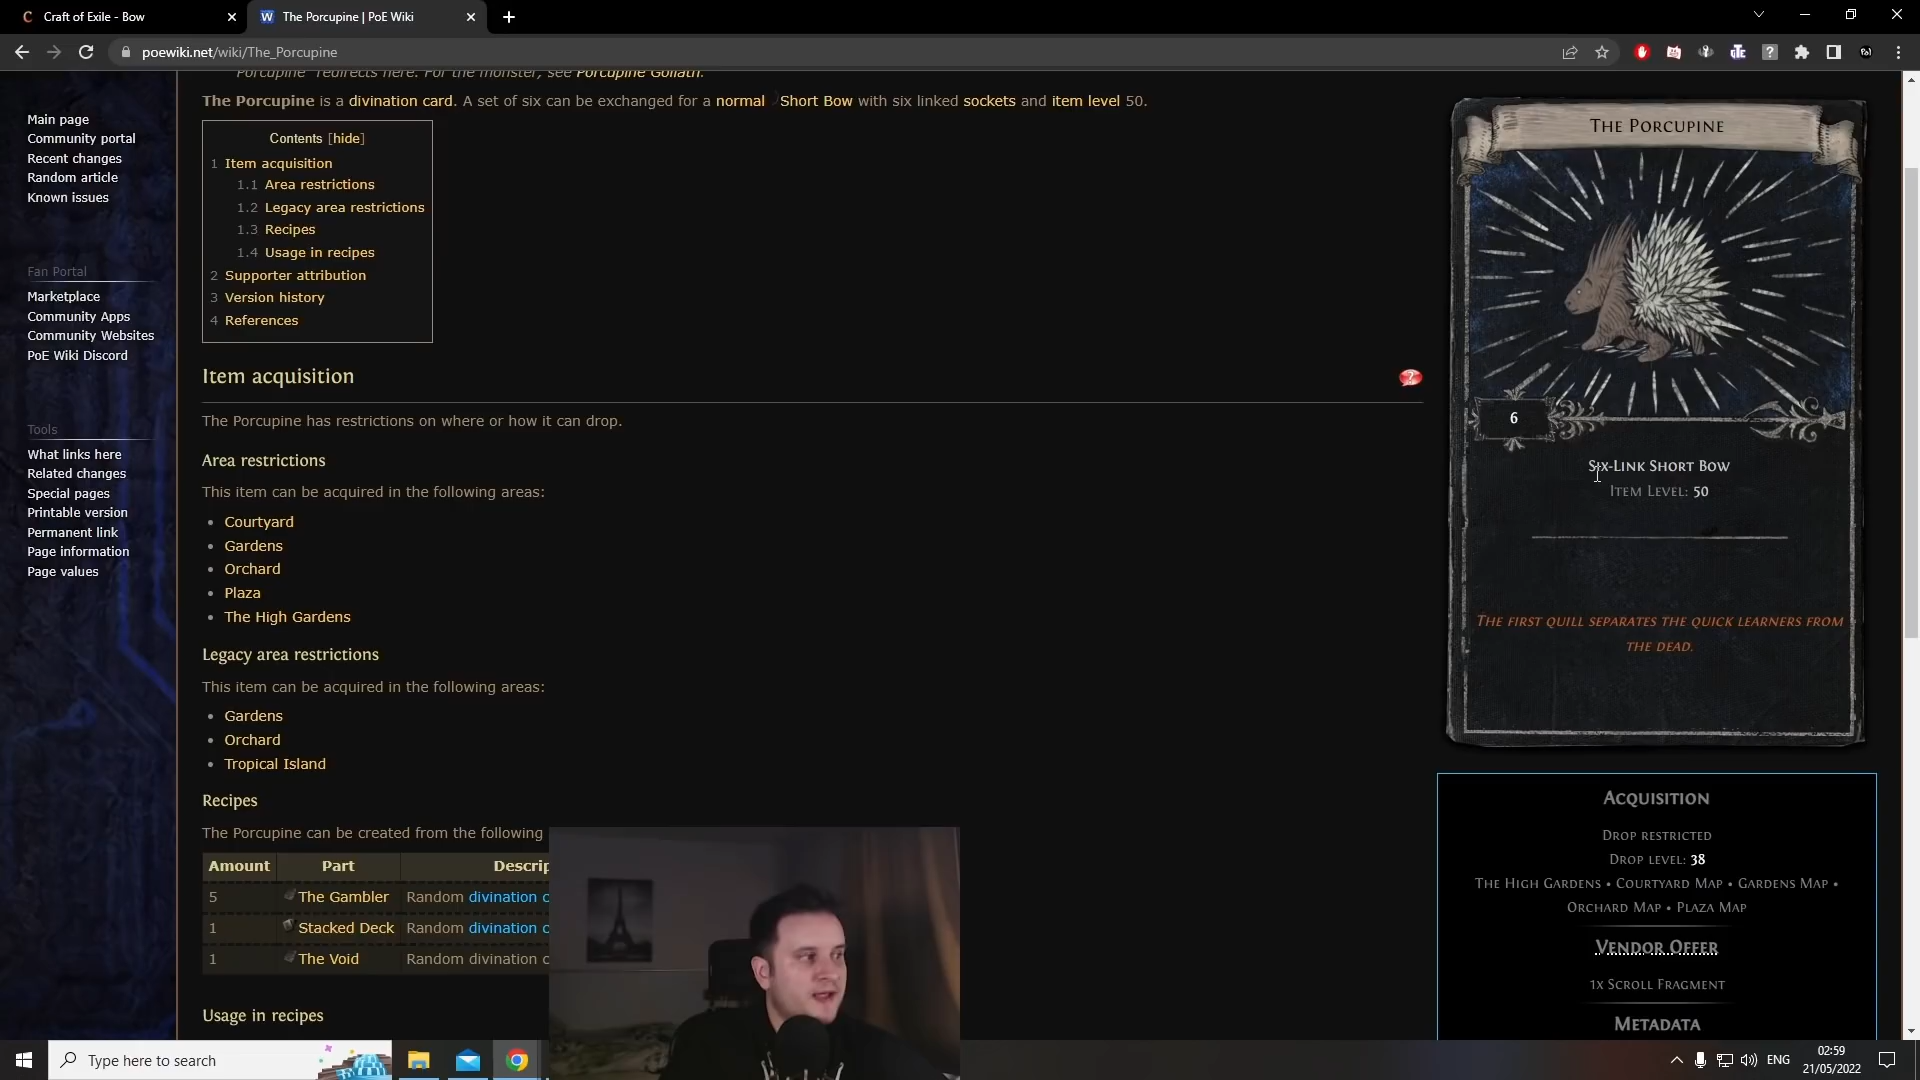 Craft of Exile - Bow
The Porcupine | PoE Wiki
poewiki.net/wiki/The_Porcupine
"Porcupine" redirects here. For the monster, see Porcupine Goliath.
The Porcupine is a divination card. A set of six can be exchanged for a normal Short Bow with six linked sockets and item level 50.
Main page
Community portal
Recent changes
Random article
Known issues
Fan Portal
Marketplace
Community Apps
Community Websites
PoE Wiki Discord
Tools
What links here
Related changes
Special pages
Printable version
Permanent link
Page information
Page values
Contents [hide]
1 Item acquisition
1.1 Area restrictions
1.2 Legacy area restrictions
1.3 Recipes
1.4 Usage in recipes
2 Supporter attribution
3 Version history
4 References
Item acquisition
The Porcupine has restrictions on where or how it can drop.
Area restrictions
This item can be acquired in the following areas:
Courtyard
Gardens
Orchard
Plaza
The High Gardens
Legacy area restrictions
This item can be acquired in the following areas:
Gardens
Orchard
Tropical Island
Recipes
The Porcupine can be created from the following
Amount Part Descrip
5 The Gambler Random divination c
1 Stacked Deck Random divination c
1 The Void Random divination c
Usage in recipes
The Porcupine
6
Six-Link Short Bow
Item Level: 50
The first quill separates the quick learners from
the dead.
Acquisition
Drop restricted
Drop level: 38
The High Gardens • Courtyard Map • Gardens Map •
Orchard Map • Plaza Map
Vendor Offer
1x Scroll Fragment
Metadata
Type here to search
ENG
02:59
21/05/2022